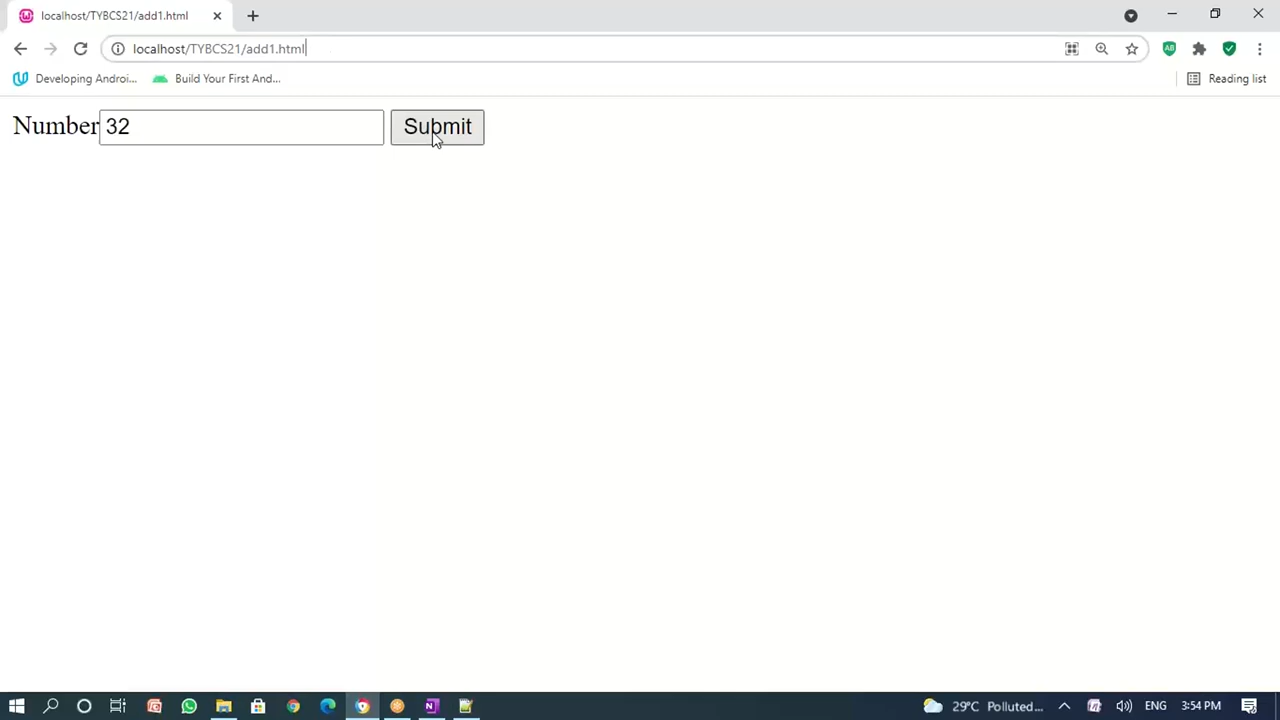 localhost/TYBCS21/add1.html
localhost/TYBCS21/add1.html
AB
Developing Androi... Build Your First And... Reading list
Number 32 Submit
29°C Polluted... ENG 3:54 PM